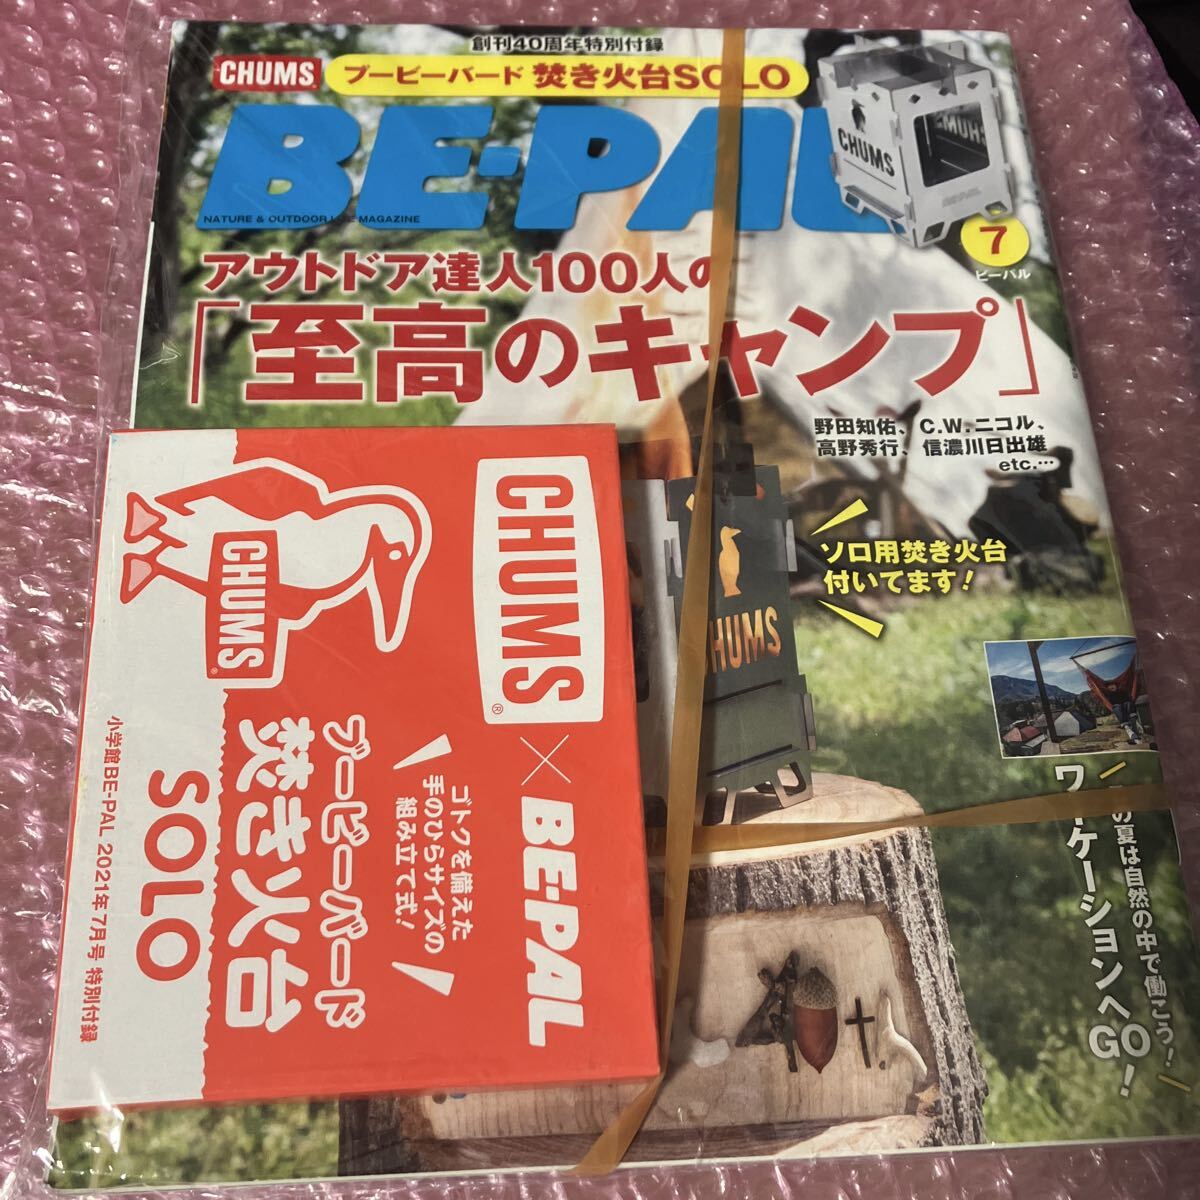 創刊40周年特別付録
CHUMS ブービーバード 焚き火台SOLO
BE-PAL
NATURE & OUTDOOR LIFE MAGAZINE
CHUMS
7
ビーパル
アウトドア達人100人の
「至高のキャンプ」
野田知佑、C.W.ニコル、
高野秀行、信濃川日出雄
etc.…
ソロ用焚き火台
付いてます!
CHUMS
の夏は自然の中で働こう!
ワーケーションへGO!
40 t.
CHUMS® × BE-PAL
ゴトクを備えた
手のひらサイズの
組み立て式!
CHUMS®
ブービーバード
焚き火台
SOLO
小学館BE-PAL 2021年7月号 特別付録